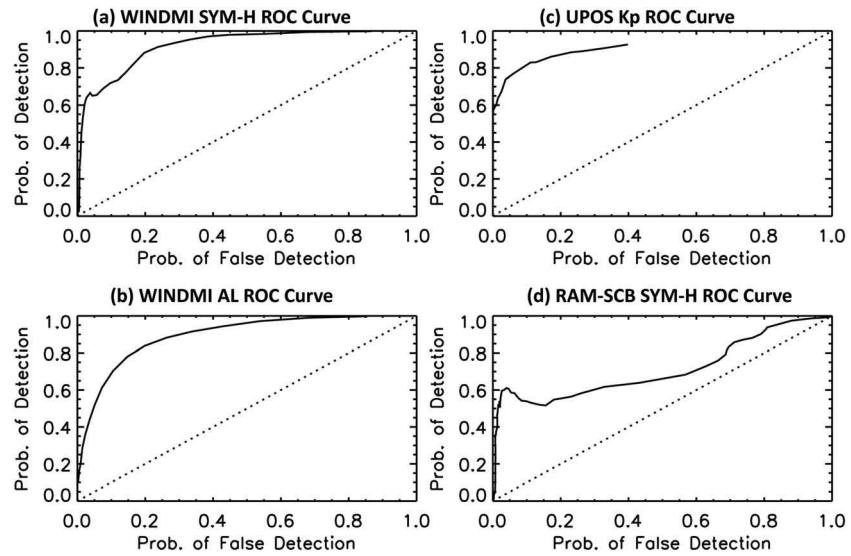 (a) WINDMI SYM-H ROC Curve
1.0
0.8
0.6
0.4
0.2
0.0
Prob. of Detection
0.0 0.2 0.4 0.6 0.8 1.0
Prob. of False Detection
(b) WINDMI AL ROC Curve
1.0
0.8
0.6
0.4
0.2
0.0
Prob. of Detection
0.0 0.2 0.4 0.6 0.8 1.0
Prob. of False Detection
(c) UPOS Kp ROC Curve
1.0
0.8
0.6
0.4
0.2
0.0
Prob. of Detection
0.0 0.2 0.4 0.6 0.8 1.0
Prob. of False Detection
(d) RAM-SCB SYM-H ROC Curve
1.0
0.8
0.6
0.4
0.2
0.0
Prob. of Detection
0.0 0.2 0.4 0.6 0.8 1.0
Prob. of False Detection